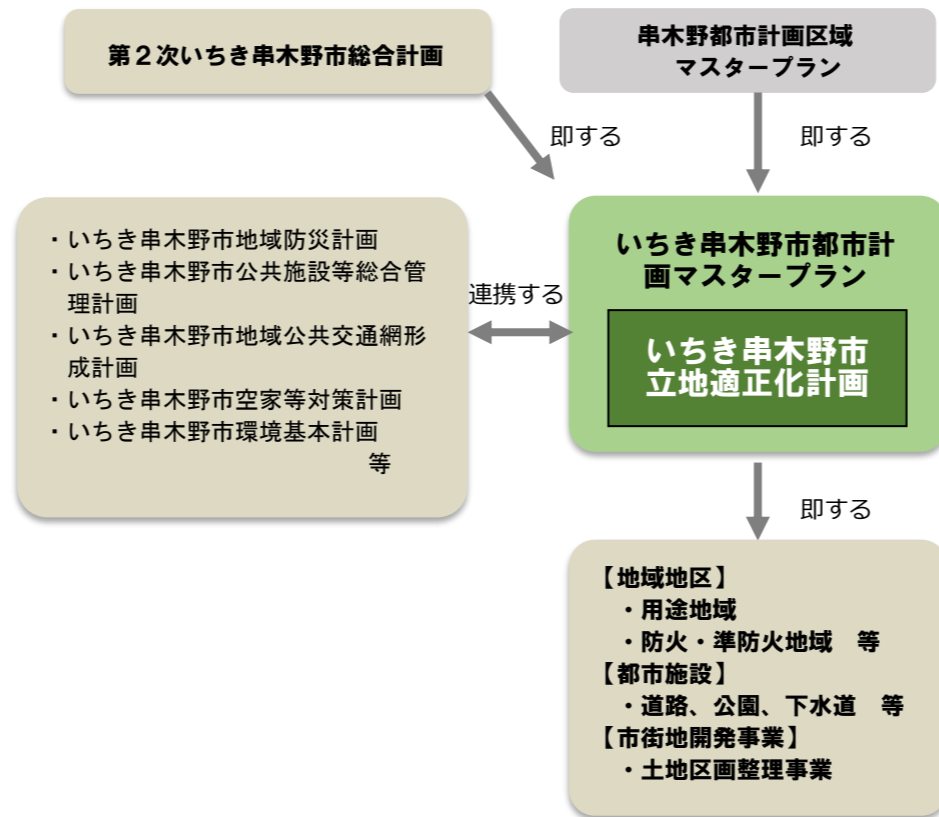 第２次いちき串木野市総合計画
串木野都市計画区域
マスタープラン
即する
即する
・いちき串木野市地域防災計画
・いちき串木野市公共施設等総合管
理計画
・いちき串木野市地域公共交通網形
成計画
・いちき串木野市空家等対策計画
・いちき串木野市環境基本計画
等
連携する
いちき串木野市都市計
画マスタープラン
いちき串木野市
立地適正化計画
即する
【地域地区】
・用途地域
・防火・準防火地域　等
【都市施設】
・道路、公園、下水道　等
【市街地開発事業】
・土地区画整理事業